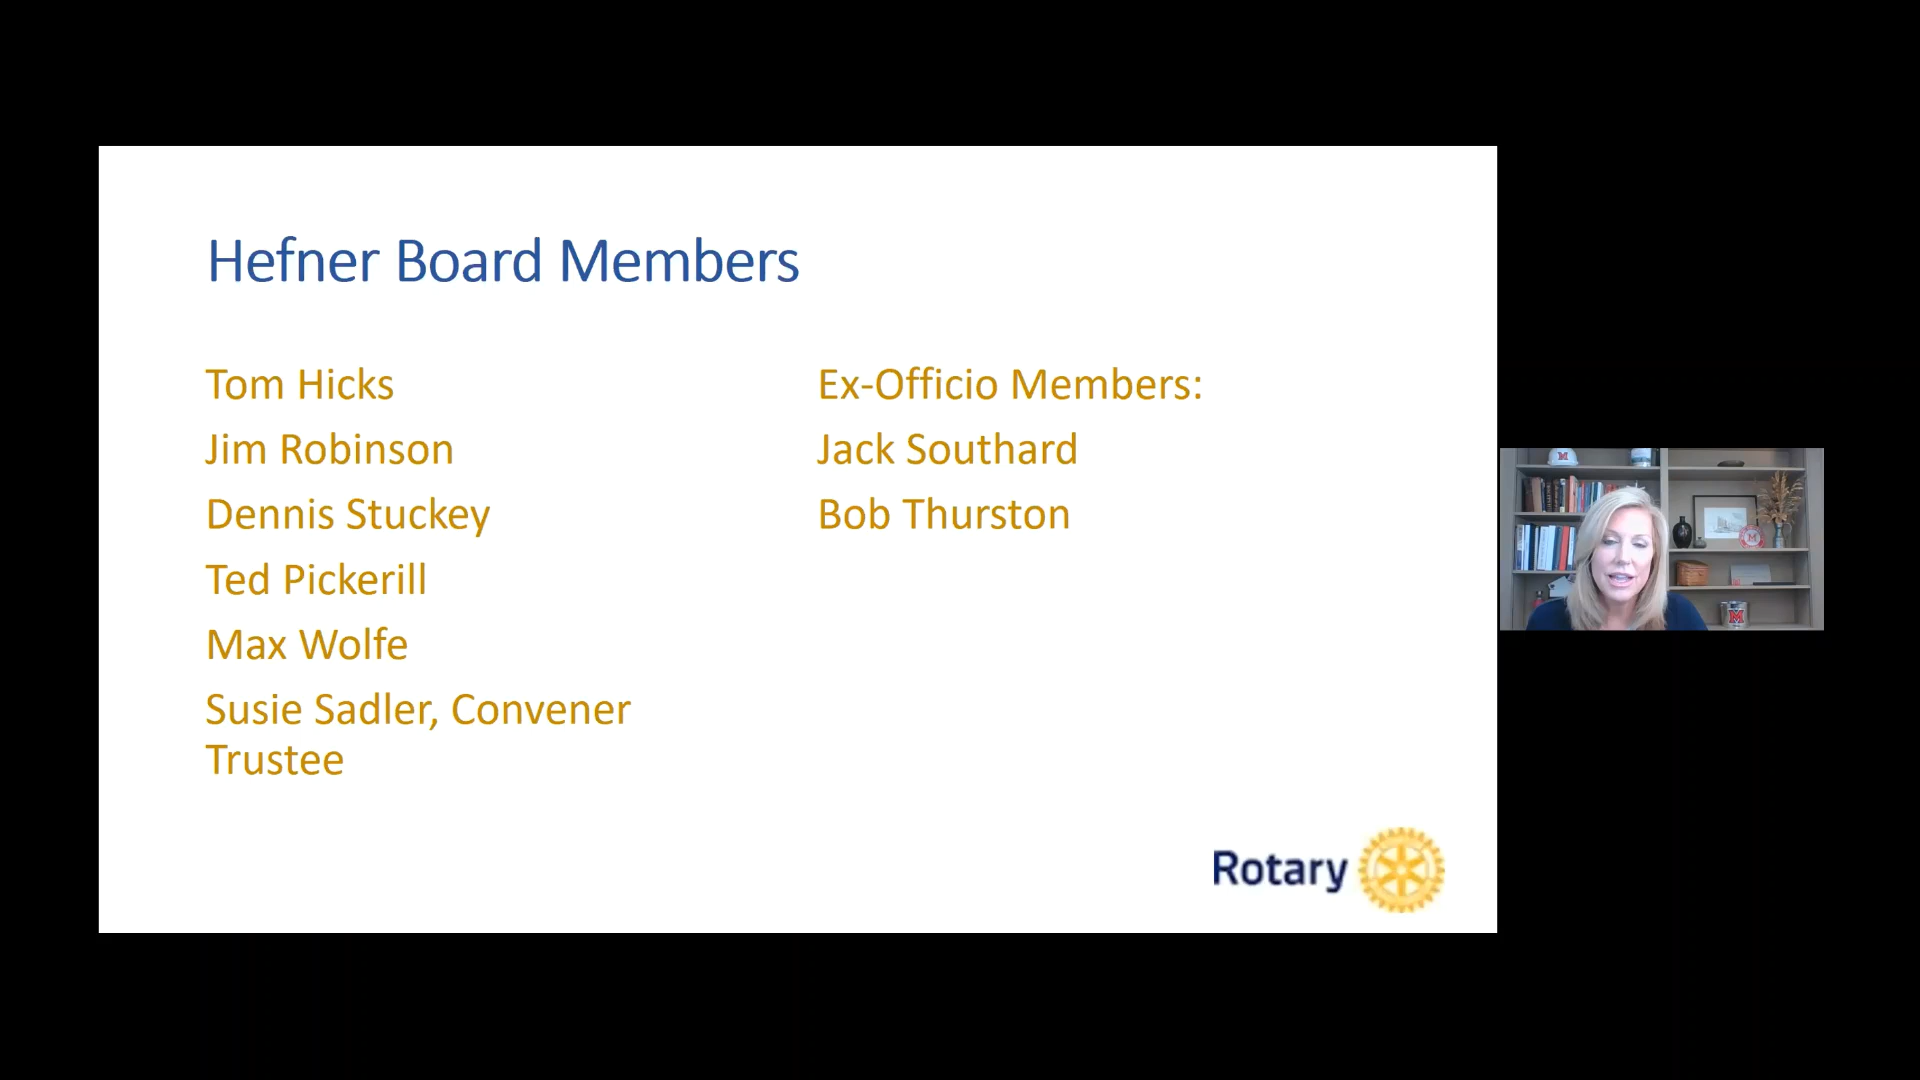 Hefner Board Members
Tom Hicks
Jim Robinson
Dennis Stuckey
Ted Pickerill
Max Wolfe
Susie Sadler, Convener
Trustee
Ex-Officio Members:
Jack Southard
Bob Thurston
Rotary
M
M
M